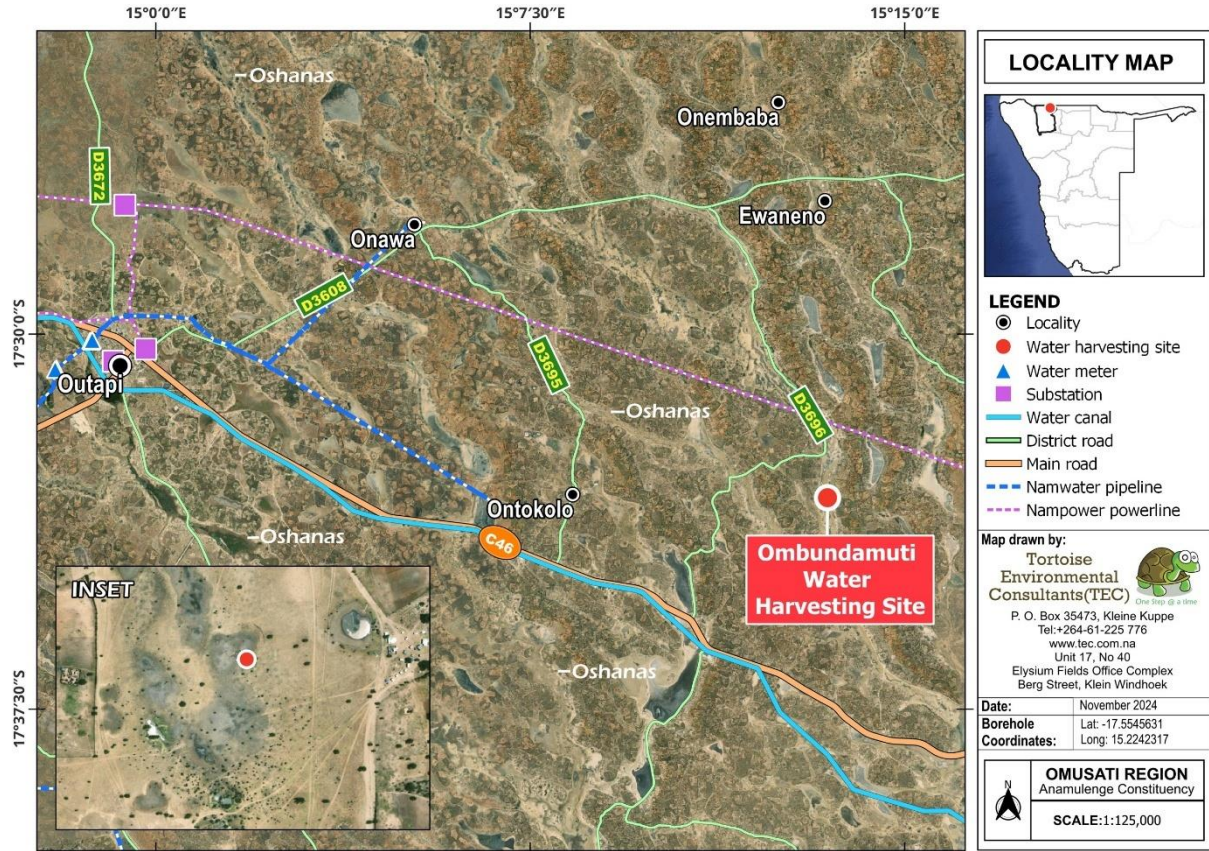 15°0'0"E
15°7'30"E
15°15'0"E
17°30'0"S
17°37'30"S
Oshanas
Onembaba
D3672
Ewaneno
Onawa
D3608
Outapi
D3695
Oshanas
D3696
Ontokolo
Oshanas
C46
Ombundamuti
Water
Harvesting Site
Oshanas
INSET
LOCALITY MAP
LEGEND
Locality
Water harvesting site
Water meter
Substation
Water canal
District road
Main road
Namwater pipeline
Nampower powerline
Map drawn by:
Tortoise
Environmental
Consultants(TEC)
One Step @ a time
P. O. Box 35473, Kleine Kuppe
Tel:+264-61-225 776
www.tec.com.na
Unit 17, No 40
Elysium Fields Office Complex
Berg Street, Klein Windhoek
Date: November 2024
Borehole Lat: -17.5545631
Coordinates: Long: 15.2242317
N
OMUSATI REGION
Anamulenge Constituency
SCALE:1:125,000